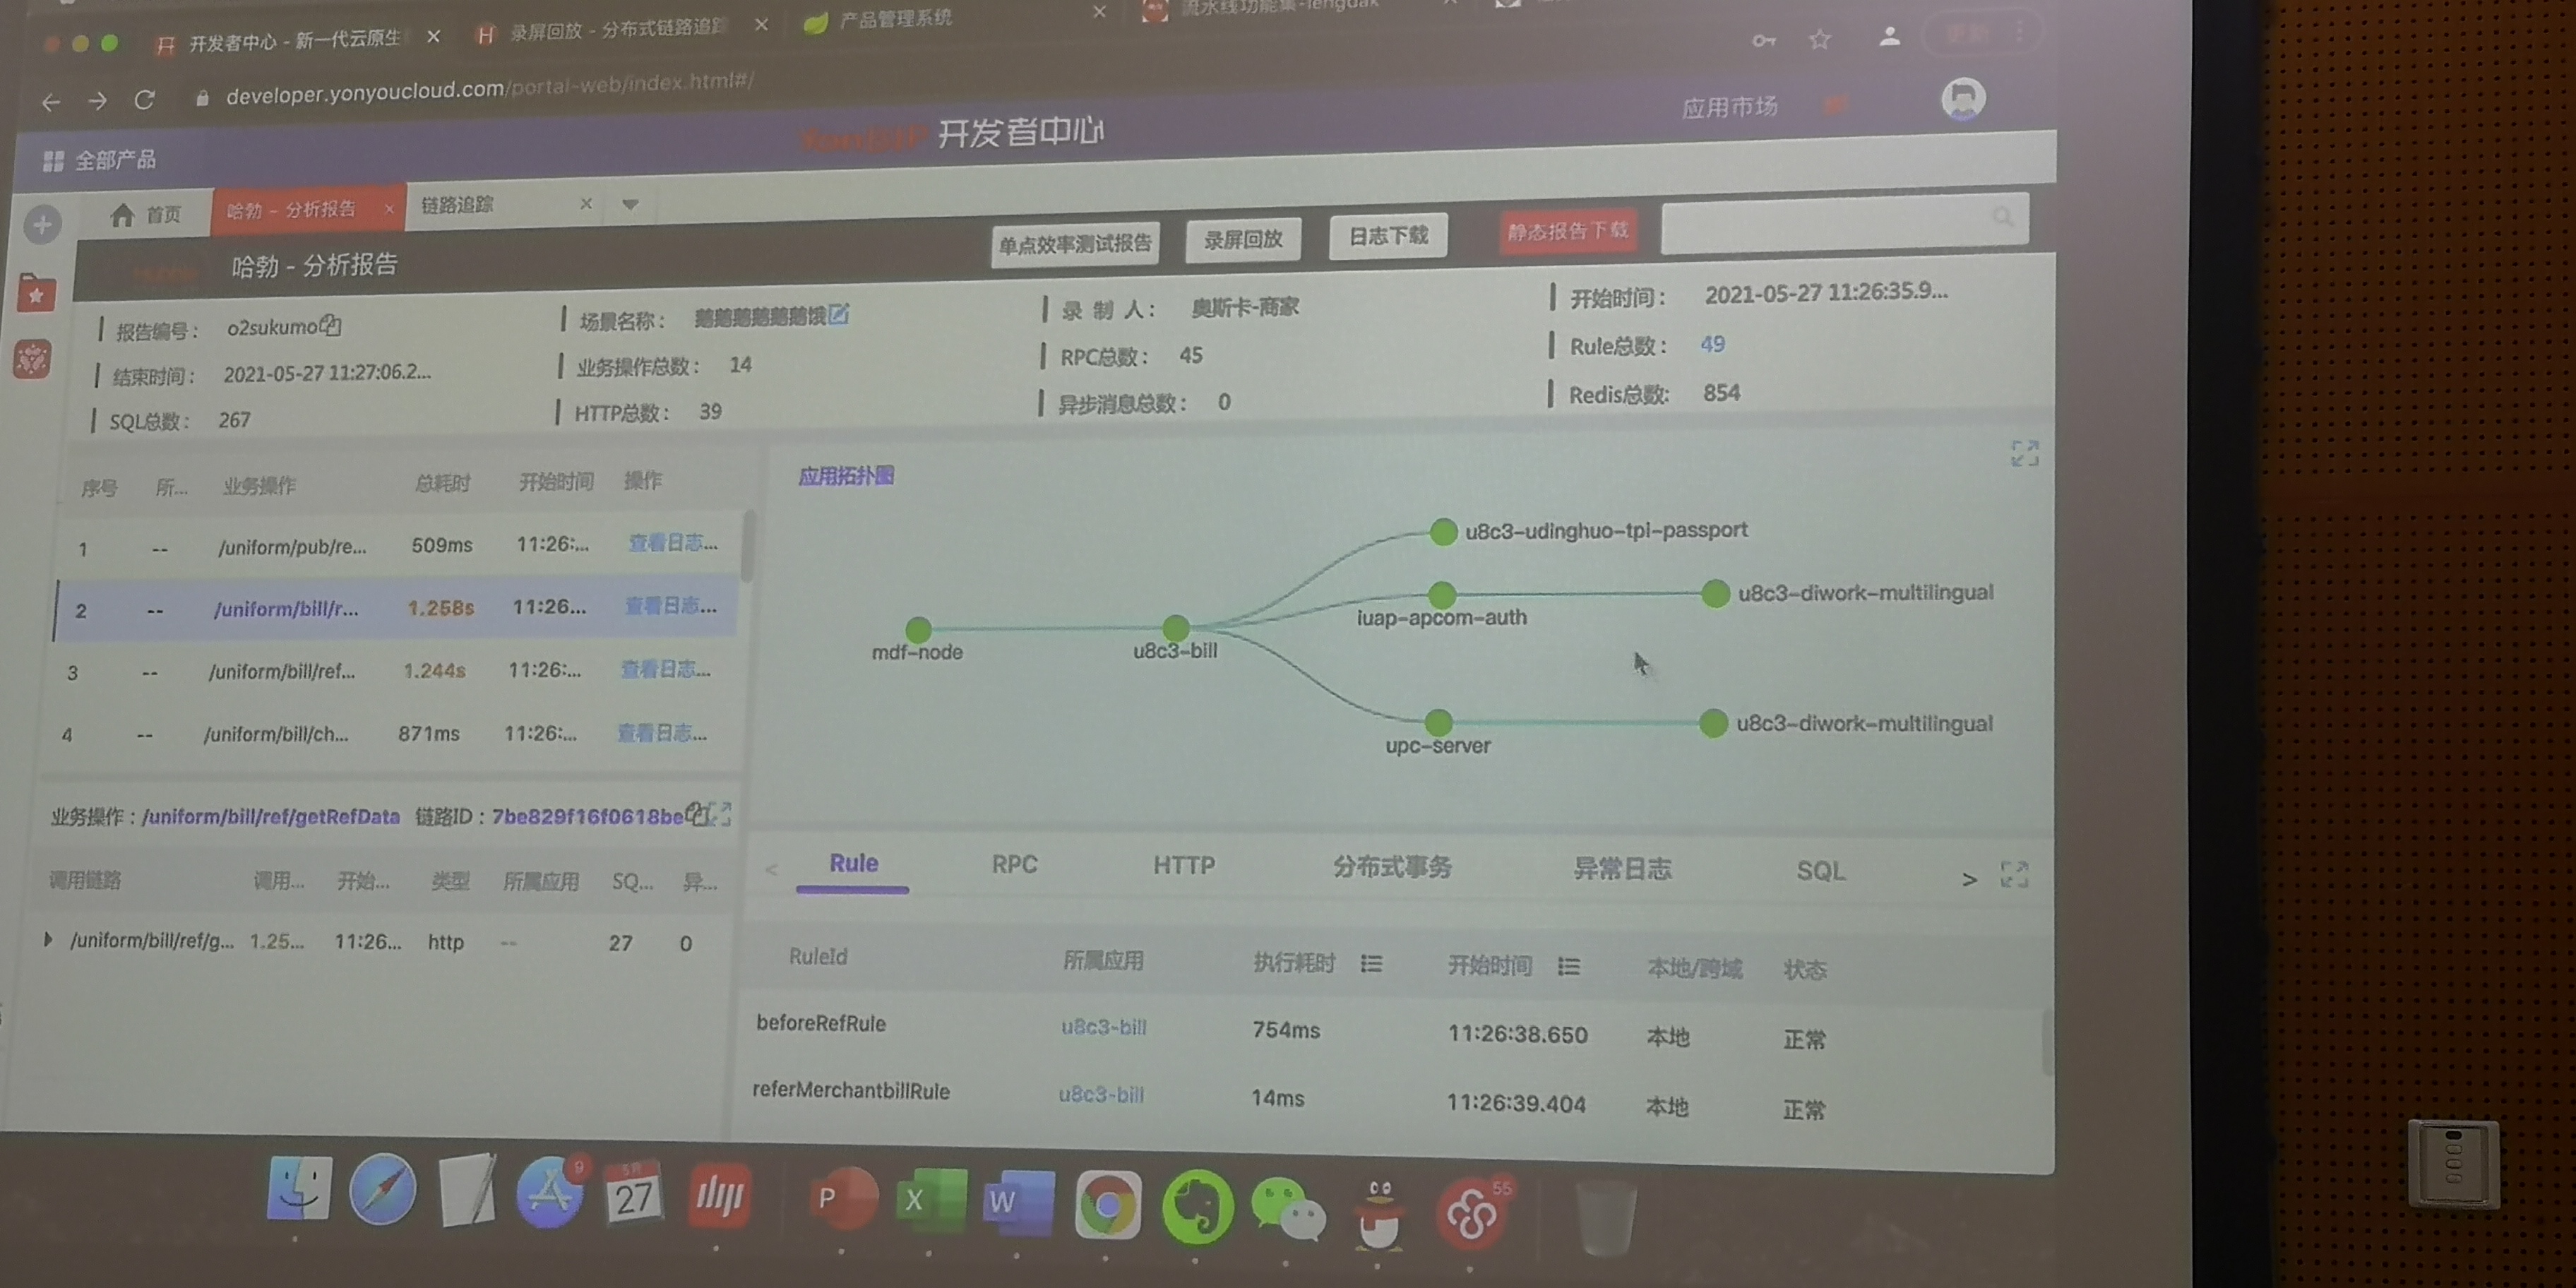 开发者中心 - 新一代云原生
录屏回放 - 分布式链路追踪
产品管理系统
developer.yonyoucloud.com/portal-web/index.html#/
全部产品
开发者中心
应用市场
首页
哈勃 - 分析报告
链路追踪
哈勃 - 分析报告
单点效率测试报告
录屏回放
日志下载
静态报告下载
报告编号: o2sukumo
场景名称:
录 制 人: 奥斯卡-商家
开始时间: 2021-05-27 11:26:35.9...
结束时间: 2021-05-27 11:27:06.2...
业务操作总数: 14
RPC总数: 45
Rule总数: 49
SQL总数: 267
HTTP总数: 39
异步消息总数: 0
Redis总数: 854
序号 所... 业务操作 总耗时 开始时间 操作
1 -- /uniform/pub/re... 509ms 11:26:... 查看日志...
2 -- /uniform/bill/r... 1.258s 11:26... 查看日志...
3 -- /uniform/bill/ref... 1.244s 11:26:... 查看日志...
4 -- /uniform/bill/ch... 871ms 11:26:... 查看日志...
应用拓扑图
u8c3-udinghuo-tpi-passport
u8c3-diwork-multilingual
iuap-apcom-auth
mdf-node
u8c3-bill
u8c3-diwork-multilingual
upc-server
业务操作 : /uniform/bill/ref/getRefData 链路ID : 7be829f16f0618be
调用链路 调用... 开始... 类型 所属应用 SQ... 异...
/uniform/bill/ref/g... 1.25... 11:26... http -- 27 0
Rule RPC HTTP 分布式事务 异常日志 SQL
RuleId 所属应用 执行耗时 开始时间 本地/跨域 状态
beforeRefRule u8c3-bill 754ms 11:26:38.650 本地 正常
referMerchantbillRule u8c3-bill 14ms 11:26:39.404 本地 正常
9
5月
27
P
X
W
55